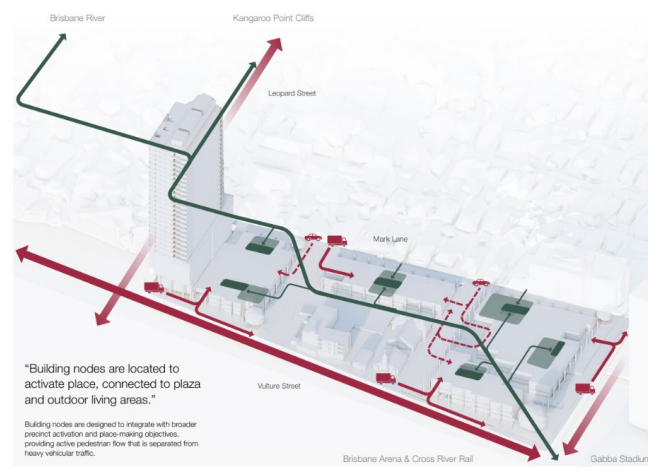 Brisbane River
Kangaroo Point Cliffs
Leopard Street
Mark Lane
"Building nodes are located to
activate place, connected to plaza
and outdoor living areas."
Vulture Street
Building nodes are designed to integrate with broader
precinct activation and place-making objectives,
providing active pedestrian flow that is separated from
heavy vehicular traffic.
Brisbane Arena & Cross River Rail
Gabba Stadium